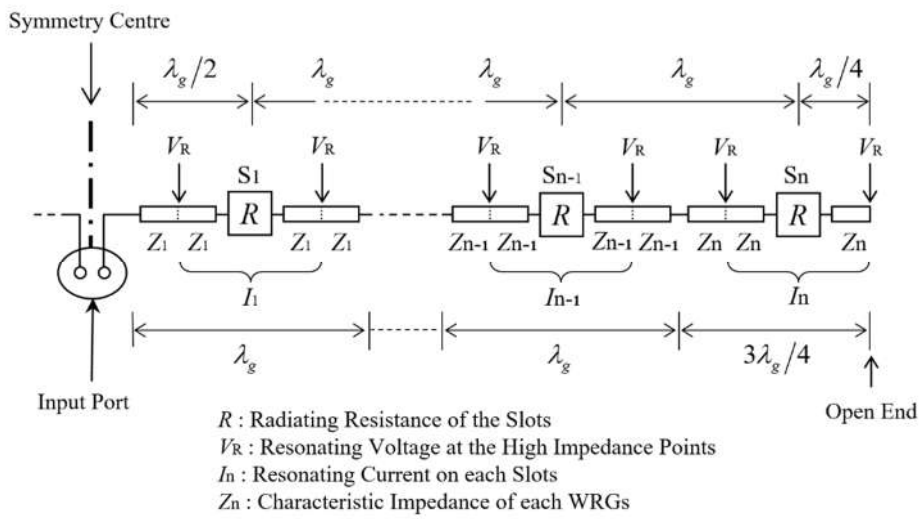 Symmetry Centre
λg/2 λg λg λg λg/4
VR VR VR VR VR VR
S1 Sn-1 Sn
R R R
Z1 Z1 Z1 Z1 Zn-1 Zn-1 Zn-1 Zn-1 Zn Zn Zn
I1 In-1 In
λg λg 3λg/4
Input Port Open End
R : Radiating Resistance of the Slots
VR : Resonating Voltage at the High Impedance Points
In : Resonating Current on each Slots
Zn : Characteristic Impedance of each WRGs